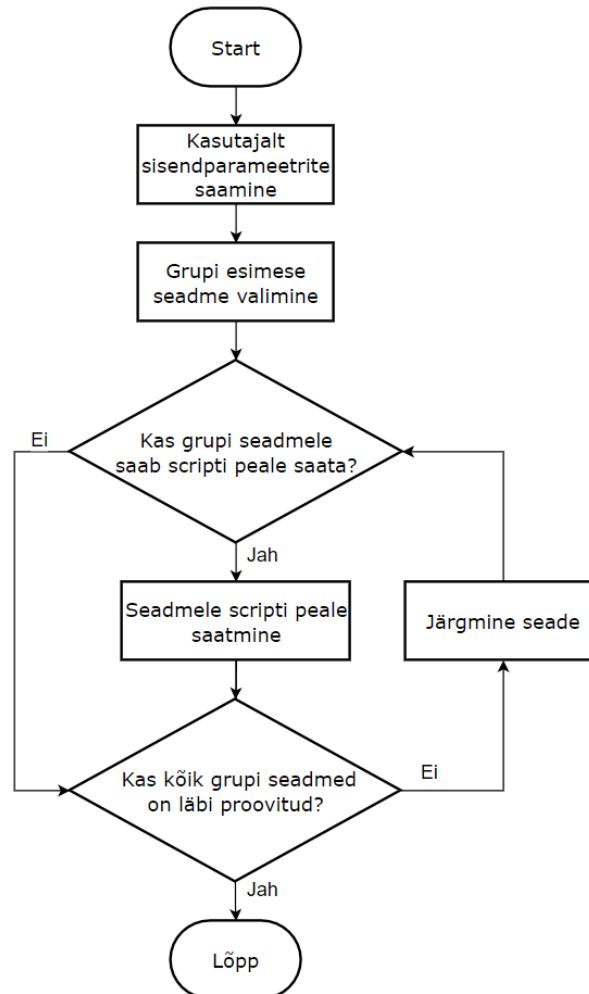 Start
Kasutajalt
sisendparameetrite
saamine
Grupi esimese
seadme valimine
Kas grupi seadmele
saab scripti peale saata?
Ei
Jah
Seadmele scripti peale
saatmine
Järgmine seade
Kas kõik grupi seadmed
on läbi proovitud?
Ei
Jah
Lõpp